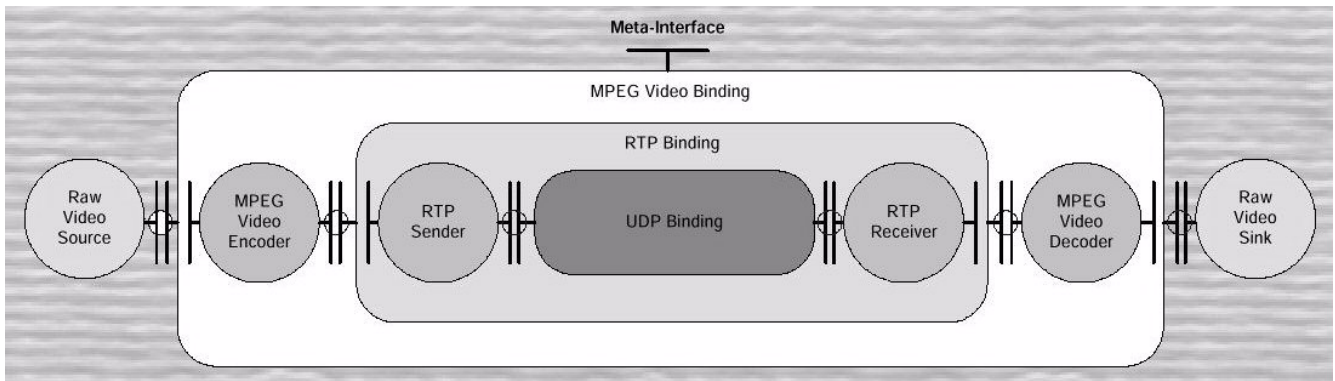 Meta-Interface
MPEG Video Binding
RTP Binding
Raw
Video
Source
MPEG
Video
Encoder
RTP
Sender
UDP Binding
RTP
Receiver
MPEG
Video
Decoder
Raw
Video
Sink